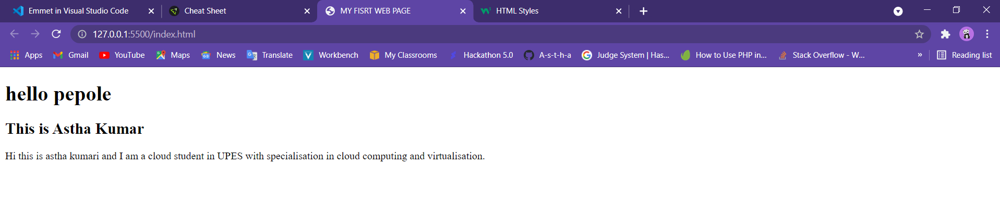 Emmet in Visual Studio Code Cheat Sheet MY FISRT WEB PAGE HTML Styles
127.0.0.1:5500/index.html
Apps Gmail YouTube Maps News Translate Workbench My Classrooms Hackathon 5.0 A-s-t-h-a Judge System | Has... How to Use PHP in... Stack Overflow - W... » Reading list
hello pepole
This is Astha Kumar
Hi this is astha kumari and I am a cloud student in UPES with specialisation in cloud computing and virtualisation.